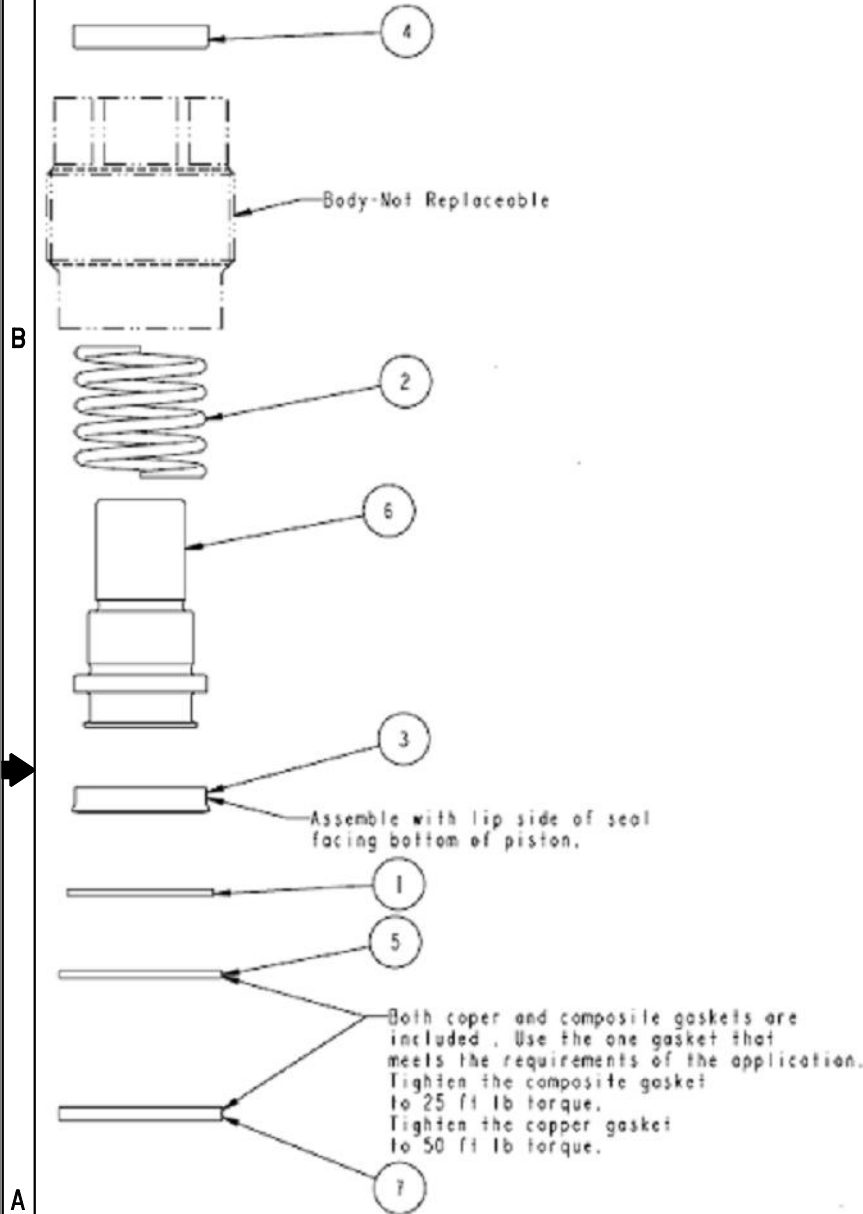 4
Body-Not Replaceable
B
2
6
3
Assemble with lip side of seal
facing bottom of piston.
1
5
Both coper and composite gaskets are
included . Use the one gasket that
meets the requirements of the application.
Tighten the composite gasket
to 25 ft lb torque.
Tighten the copper gasket
to 50 ft lb torque.
7
A